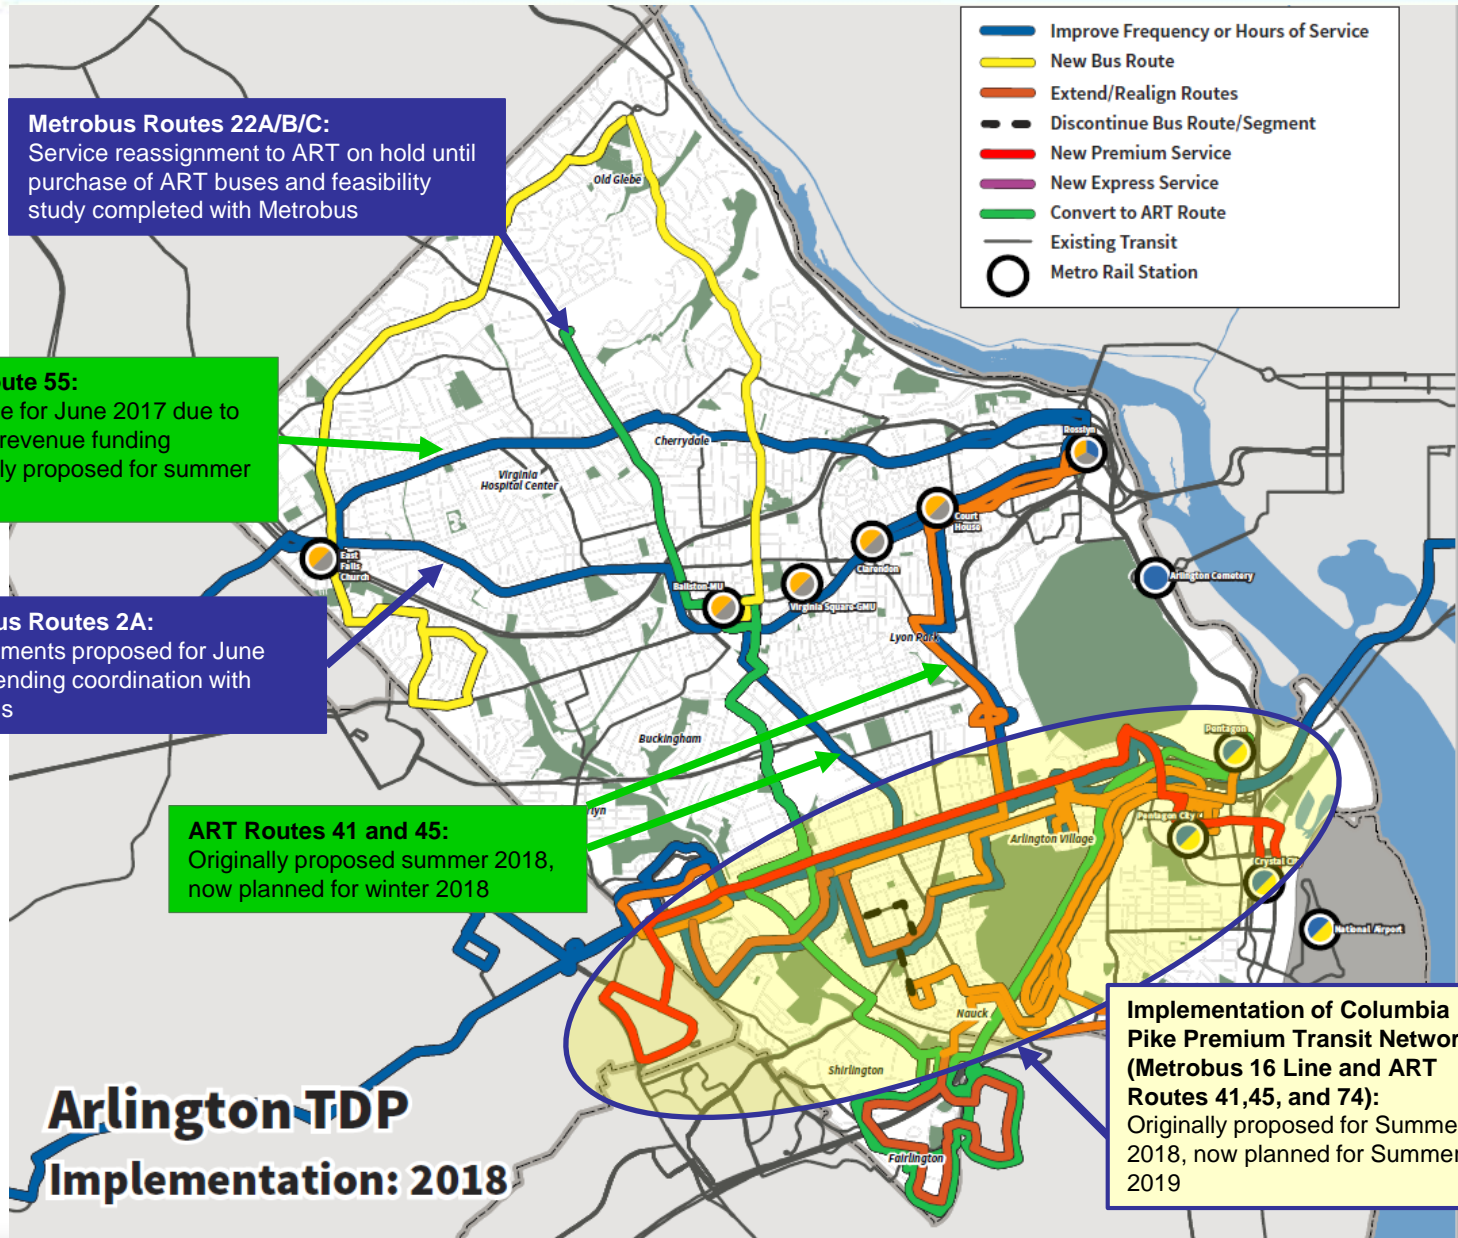 Improve Frequency or Hours of Service
New Bus Route
Extend/Realign Routes
Discontinue Bus Route/Segment
New Premium Service
New Express Service
Convert to ART Route
Existing Transit
Metro Rail Station
Metrobus Routes 22A/B/C:
Service reassignment to ART on hold until
purchase of ART buses and feasibility
study completed with Metrobus
Old Glebe
ute 55:
e for June 2017 due to
revenue funding
ly proposed for summer
Cherrydale
Virginia
Hospital Center
Rosslyn
Court
House
Clarendon
East
Falls
Church
Ballston-MU
Virginia Square-GMU
Arlington Cemetery
us Routes 2A:
ments proposed for June
ending coordination with
s
Lyon Park
Buckingham
Pentagon
rlyn
ART Routes 41 and 45:
Originally proposed summer 2018,
now planned for winter 2018
Arlington Village
Pentagon City
Crystal Ci
National Airport
Nauck
Shirlington
Fairlington
Implementation of Columbia
Pike Premium Transit Networ
(Metrobus 16 Line and ART
Routes 41,45, and 74):
Originally proposed for Summe
2018, now planned for Summer
2019
Arlington TDP
Implementation: 2018